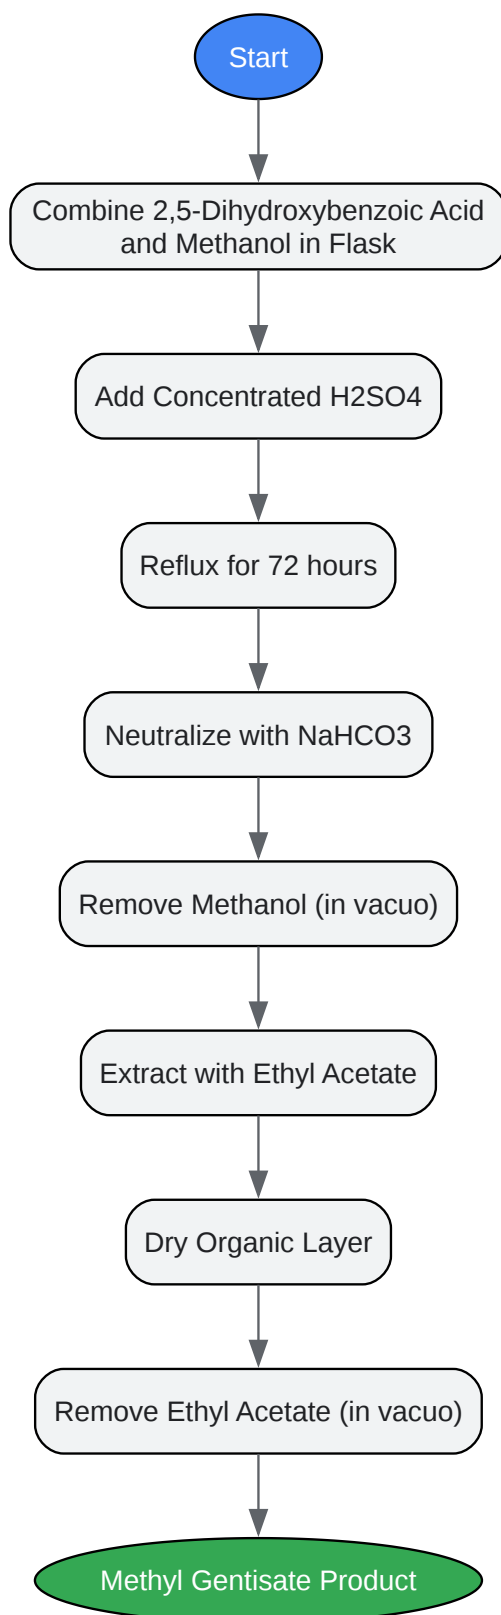 Start
Combine 2,5-Dihydroxybenzoic Acid
and Methanol in Flask
Add Concentrated H2SO4
Reflux for 72 hours
Neutralize with NaHCO3
Remove Methanol (in vacuo)
Extract with Ethyl Acetate
Dry Organic Layer
Remove Ethyl Acetate (in vacuo)
Methyl Gentisate Product